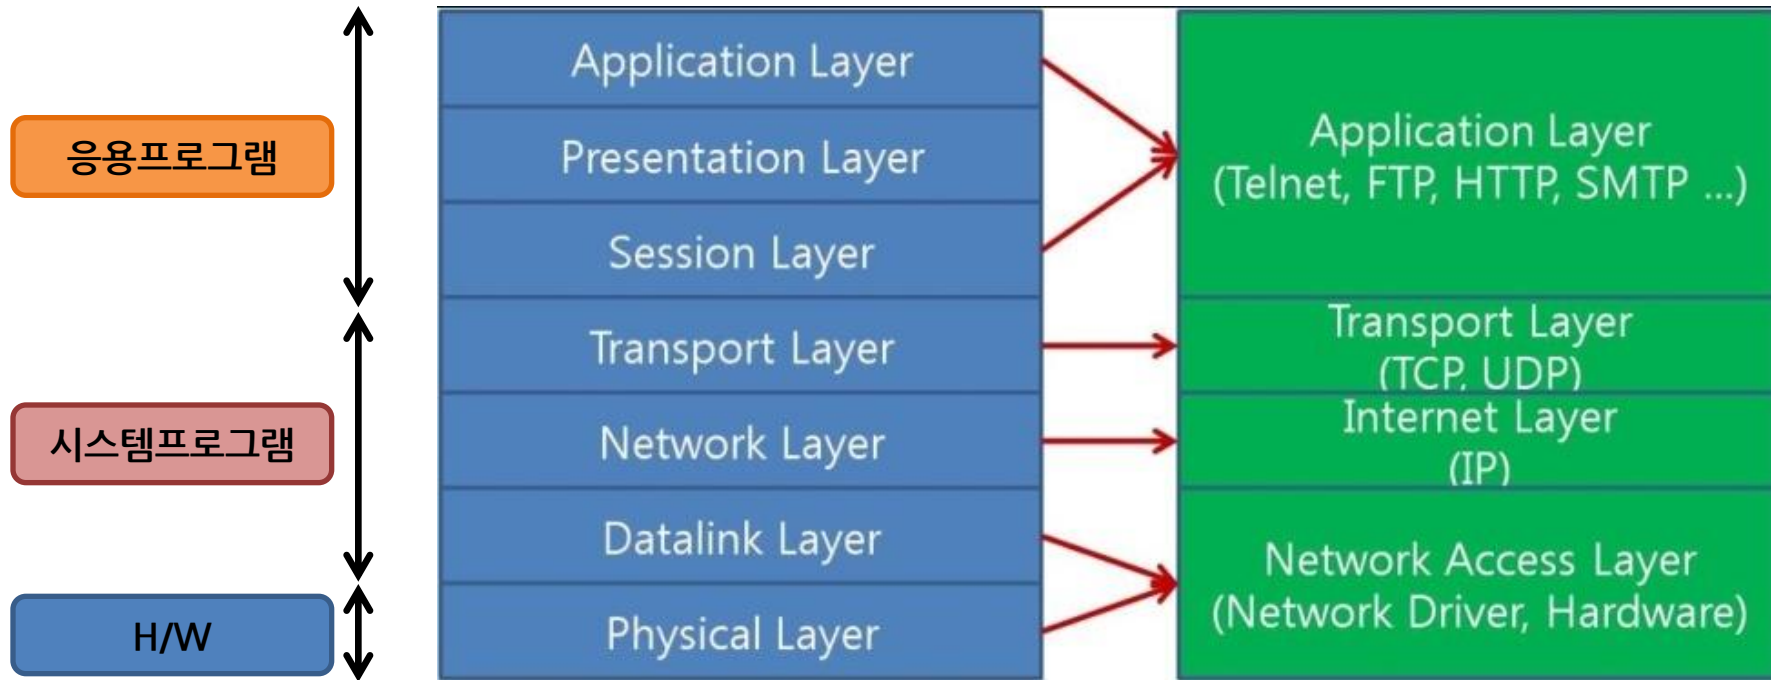 응용프로그램
시스템프로그램
H/W
Application Layer
Presentation Layer
Session Layer
Transport Layer
Network Layer
Datalink Layer
Physical Layer
Application Layer
(Telnet, FTP, HTTP, SMTP ...)
Transport Layer
(TCP, UDP)
Internet Layer
(IP)
Network Access Layer
(Network Driver, Hardware)